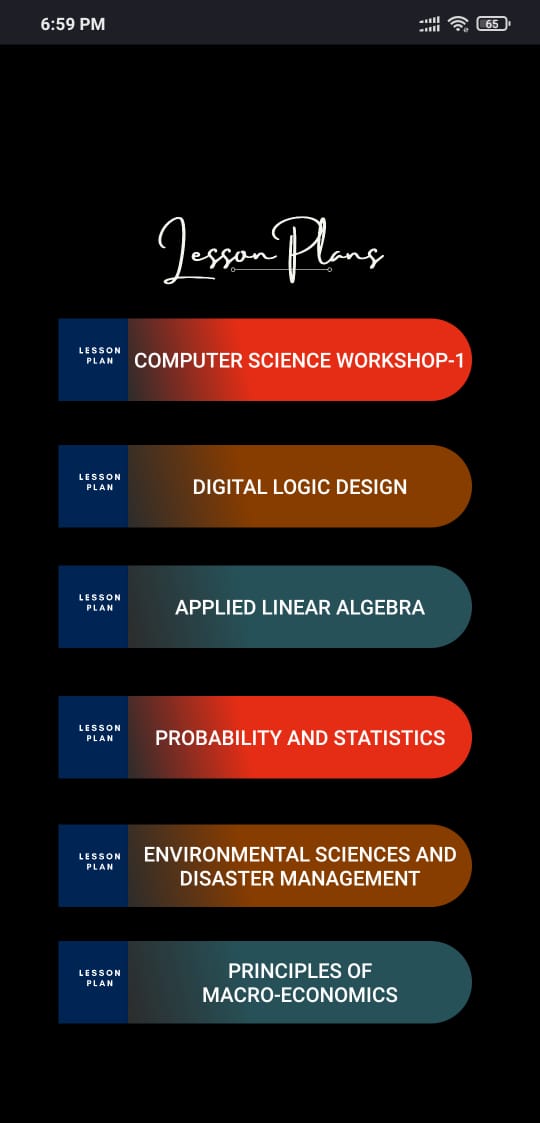 6:59 PM
65
Lesson Plans
LESSON
PLAN
COMPUTER SCIENCE WORKSHOP-1
LESSON
PLAN
DIGITAL LOGIC DESIGN
LESSON
PLAN
APPLIED LINEAR ALGEBRA
LESSON
PLAN
PROBABILITY AND STATISTICS
LESSON
PLAN
ENVIRONMENTAL SCIENCES AND
DISASTER MANAGEMENT
LESSON
PLAN
PRINCIPLES OF
MACRO-ECONOMICS